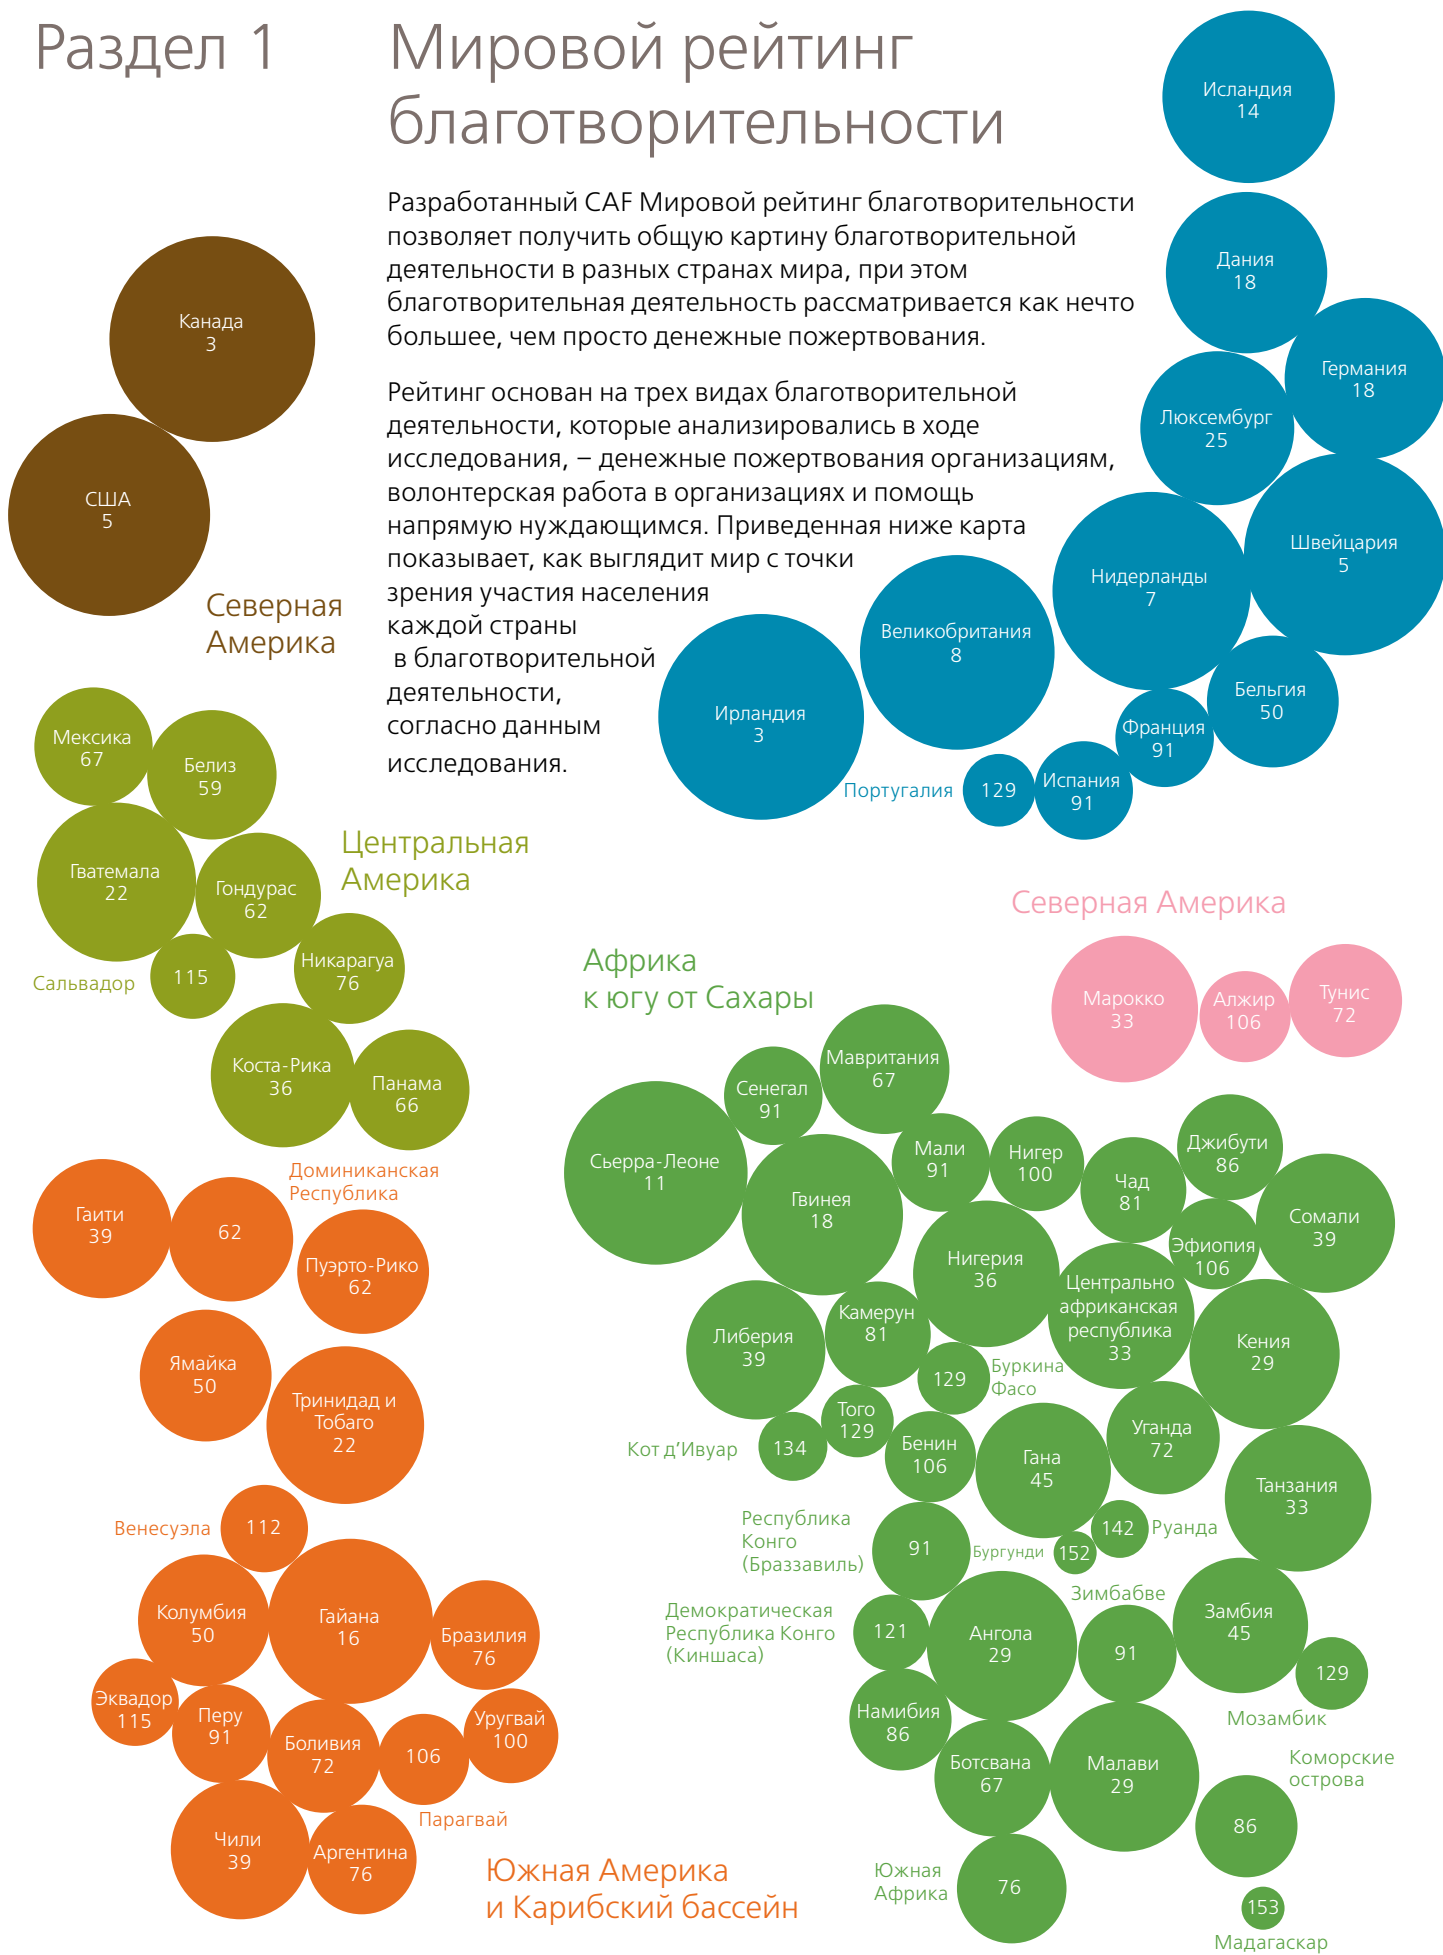 Раздел 1
Мировой рейтинг
благотворительности
Разработанный CAF Мировой рейтинг благотворительности
позволяет получить общую картину благотворительной
деятельности в разных странах мира, при этом
благотворительная деятельность рассматривается как нечто
большее, чем просто денежные пожертвования.
Рейтинг основан на трех видах благотворительной
деятельности, которые анализировались в ходе
исследования, – денежные пожертвования организациям,
волонтерская работа в организациях и помощь
напрямую нуждающимся. Приведенная ниже карта
показывает, как выглядит мир с точки
зрения участия населения
каждой страны
в благотворительной
деятельности,
согласно данным
исследования.
Канада
3
США
5
Северная
Америка
Исландия
14
Дания
18
Германия
18
Люксембург
25
Швейцария
5
Нидерланды
7
Великобритания
8
Ирландия
3
Бельгия
50
Франция
91
Испания
91
Португалия
129
Мексика
67
Белиз
59
Гватемала
22
Гондурас
62
Центральная
Америка
Сальвадор
115
Никарагуа
76
Коста-Рика
36
Панама
66
Северная Америка
Марокко
33
Алжир
106
Тунис
72
Африка
к югу от Сахары
Мавритания
67
Сенегал
91
Сьерра-Леоне
11
Гвинея
18
Мали
91
Нигер
100
Чад
81
Джибути
86
Сомали
39
Эфиопия
106
Нигерия
36
Центрально
африканская
республика
33
Кения
29
Либерия
39
Камерун
81
129
Буркина
Фасо
Того
129
Кот д’Ивуар
134
Бенин
106
Гана
45
Уганда
72
Танзания
33
Республика
Конго
(Браззавиль)
91
Бургунди
152
142
Руанда
Демократическая
Республика Конго
(Киншаса)
121
Ангола
29
Зимбабве
91
Замбия
45
129
Мозамбик
Намибия
86
Ботсвана
67
Малави
29
Коморские
острова
86
Южная
Африка
76
153
Мадагаскар
Доминиканская
Республика
Гаити
39
62
Пуэрто-Рико
62
Ямайка
50
Тринидад и
Тобаго
22
Венесуэла
112
Колумбия
50
Гайана
16
Бразилия
76
Эквадор
115
Перу
91
Боливия
72
106
Парагвай
Уругвай
100
Чили
39
Аргентина
76
Южная Америка
и Карибский бассейн